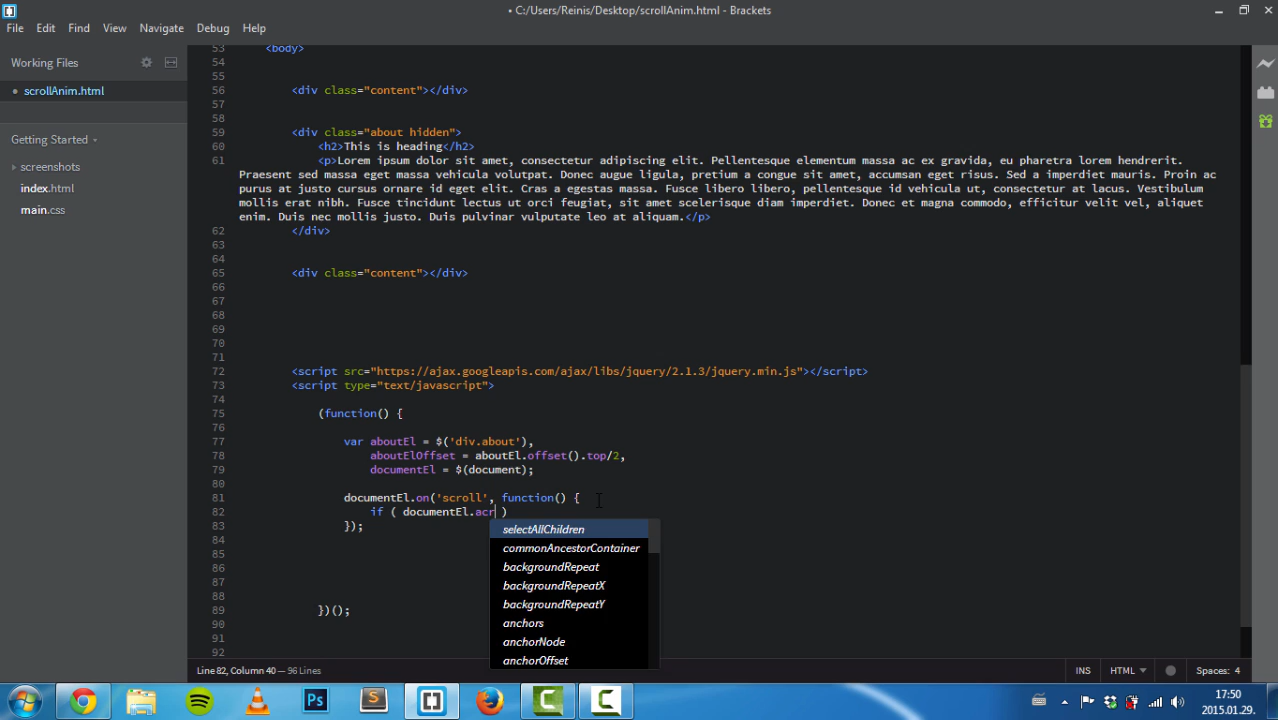 • C:/Users/Reinis/Desktop/scrollAnim.html - Brackets
File Edit Find View Navigate Debug Help
Working Files
• scrollAnim.html
Getting Started
screenshots
index.html
main.css
53 <body>
54
55
56 <div class="content"></div>
57
58
59 <div class="about hidden">
60 <h2>This is heading</h2>
61 <p>Lorem ipsum dolor sit amet, consectetur adipiscing elit. Pellentesque elementum massa ac ex gravida, eu pharetra lorem hendrerit.
Praesent sed massa eget massa vehicula volutpat. Donec augue ligula, pretium a congue sit amet, accumsan eget risus. Sed a imperdiet mauris. Proin ac
purus at justo cursus ornare id eget elit. Cras a egestas massa. Fusce libero libero, pellentesque id vehicula ut, consectetur at lacus. Vestibulum
mollis erat nibh. Fusce tincidunt lectus ut orci feugiat, sit amet scelerisque diam imperdiet. Donec et magna commodo, efficitur velit vel, aliquet
enim. Duis nec mollis justo. Duis pulvinar vulputate leo at aliquam.</p>
62 </div>
63
64
65 <div class="content"></div>
66
67
68
69
70
71
72 <script src="https://ajax.googleapis.com/ajax/libs/jquery/2.1.3/jquery.min.js"></script>
73 <script type="text/javascript">
74
75 (function() {
76
77 var aboutEl = $('div.about'),
78 aboutElOffset = aboutEl.offset().top/2,
79 documentEl = $(document);
80
81 documentEl.on('scroll', function() {
82 if ( documentEl.acr )
83 });
84
85
86
87
88
89 })();
90
91
92
selectAllChildren
commonAncestorContainer
backgroundRepeat
backgroundRepeatX
backgroundRepeatY
anchors
anchorNode
anchorOffset
Line 82, Column 40 — 96 Lines
INS HTML Spaces: 4
Ps S
17:50
2015.01.29.